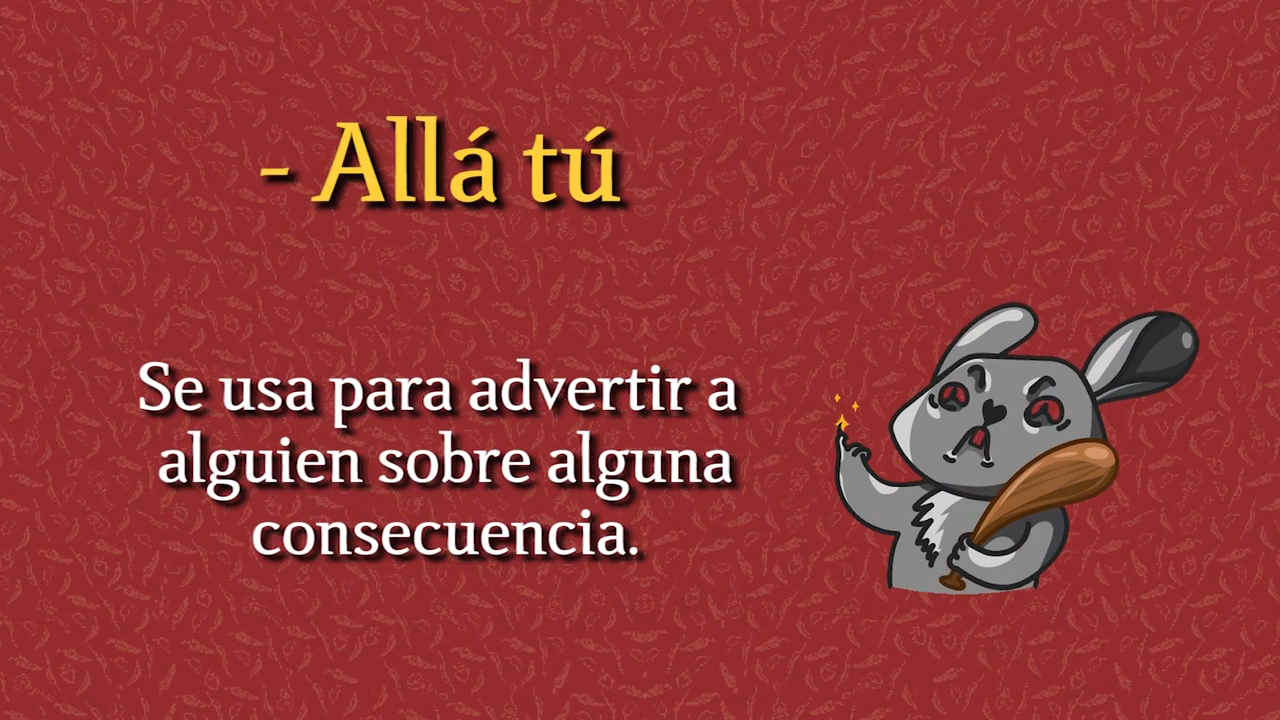 - Allá tú
Se usa para advertir a
alguien sobre alguna
consecuencia.